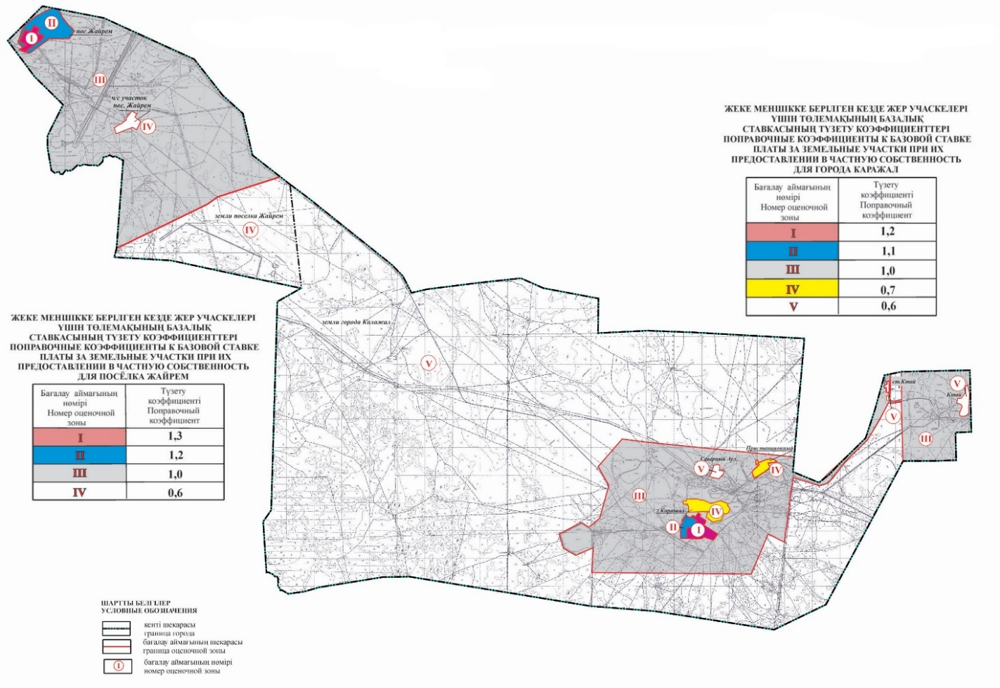 II
I
пос.Жайрем
III
ч/с участок
пос. Жайрем
IV
земли поселка Жайрем
IV
ЖЕКЕ МЕНШІККЕ БЕРІЛГЕН КЕЗДЕ ЖЕР УЧАСКЕЛЕРІ
ҮШІН ТӨЛЕМАҚЫНЫҢ БАЗАЛЫҚ
СТАВКАСЫНЫҢ ТҮЗЕТУ КОЭФФИЦИЕНТТЕРІ
ПОПРАВОЧНЫЕ КОЭФФИЦИЕНТЫ К БАЗОВОЙ СТАВКЕ
ПЛАТЫ ЗА ЗЕМЕЛЬНЫЕ УЧАСТКИ ПРИ ИХ
ПРЕДОСТАВЛЕНИИ В ЧАСТНУЮ СОБСТВЕННОСТЬ
ДЛЯ ГОРОДА КАРАЖАЛ
Бағалау аймағының
нөмірі
Номер оценочной
зоны
Түзету
коэффициенті
Поправочный
коэффициент
I 1,2
II 1,1
III 1,0
IV 0,7
V 0,6
ЖЕКЕ МЕНШІККЕ БЕРІЛГЕН КЕЗДЕ ЖЕР УЧАСКЕЛЕРІ
ҮШІН ТӨЛЕМАҚЫНЫҢ БАЗАЛЫҚ
СТАВКАСЫНЫҢ ТҮЗЕТУ КОЭФФИЦИЕНТТЕРІ
ПОПРАВОЧНЫЕ КОЭФФИЦИЕНТЫ К БАЗОВОЙ СТАВКЕ
ПЛАТЫ ЗА ЗЕМЕЛЬНЫЕ УЧАСТКИ ПРИ ИХ
ПРЕДОСТАВЛЕНИИ В ЧАСТНУЮ СОБСТВЕННОСТЬ
ДЛЯ ПОСЁЛКА ЖАЙРЕМ
Бағалау аймағының
нөмірі
Номер оценочной
зоны
Түзету
коэффициенті
Поправочный
коэффициент
I 1,3
II 1,2
III 1,0
IV 0,6
земли города Калажал
V
ст.Ктай
V
Ктай
V
III
Пристанционный
Северный Аул
V
IV
III
г.Каражал
IV
II
I
ШАРТТЫ БЕЛГІЛЕР
УСЛОВНЫЕ ОБОЗНАЧЕНИЯ
кенті шекарасы
граница города
бағалау аймағының шекарасы
граница оценочной зоны
I
бағалау аймағының нөмірі
номер оценочной зоны